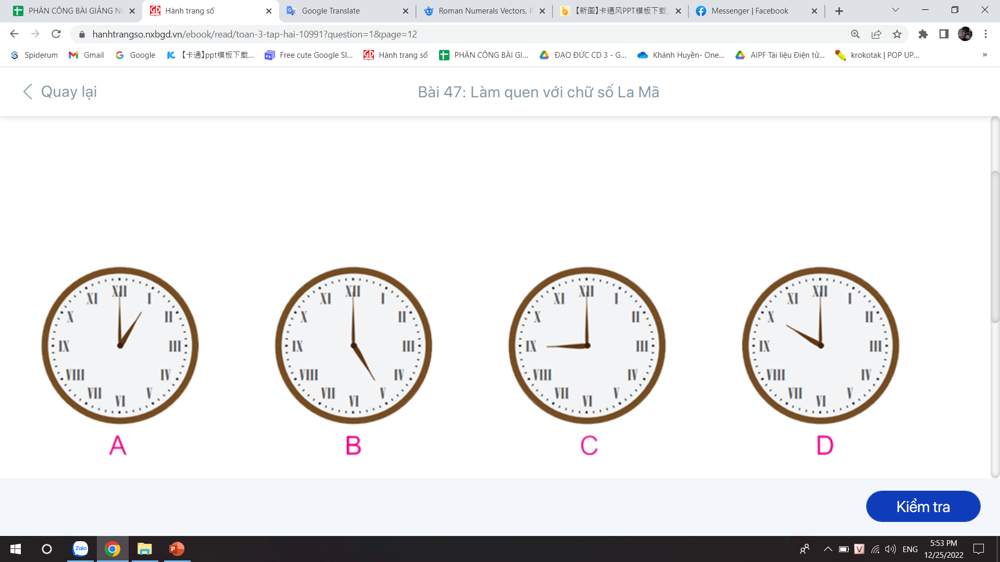 PHÂN CÔNG BÀI GIẢNG NE
Hành trang số
Google Translate
Roman Numerals Vectors, P
【新图】卡通风PPT模板下载_
Messenger | Facebook
hanhtrangso.nxbgd.vn/ebook/read/toan-3-tap-hai-10991?question=1&page=12
Spiderum
Gmail
Google
【卡通】ppt模板下载...
Free cute Google Sl...
Hành trang số
PHÂN CÔNG BÀI GI...
ĐẠO ĐỨC CD 3 - G...
Khánh Huyền- One...
AIPF Tài liệu Điện tử...
krokotak | POP UP...
»
Quay lại
Bài 47: Làm quen với chữ số La Mã
XII I II III IV V VI VII VIII IX X XI
XII I II III IV V VI VII VIII IX X XI
XII I II III IV V VI VII VIII IX X XI
XII I II III IV V VI VII VIII IX X XI
A
B
C
D
Kiểm tra
Zalo
P
V
ENG
5:53 PM
12/25/2022